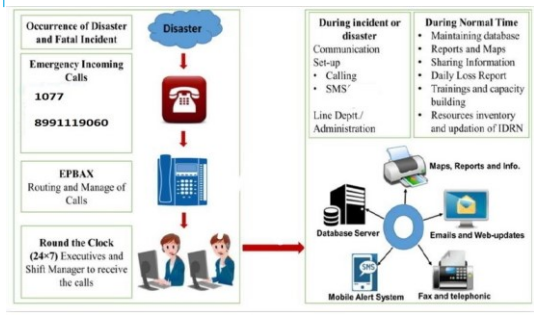 Occurrence of Disaster
and Fatal Incident
Disaster
Emergency Incoming
Calls
1077
8991119060
EPBAX
Routing and Manage of
Calls
Round the Clock
(24×7) Executives and
Shift Manager to receive
the calls
During incident or
disaster
Communication
Set-up
• Calling
• SMS'
Line Deptt./
Administration
During Normal Time
• Maintaining database
• Reports and Maps
• Sharing Information
• Daily Loss Report
• Trainings and capacity
building
• Resources inventory
and updation of IDRN
Maps, Reports and Info.
Database Server
Emails and Web-updates
SMS
Mobile Alert System
Fax and telephonic